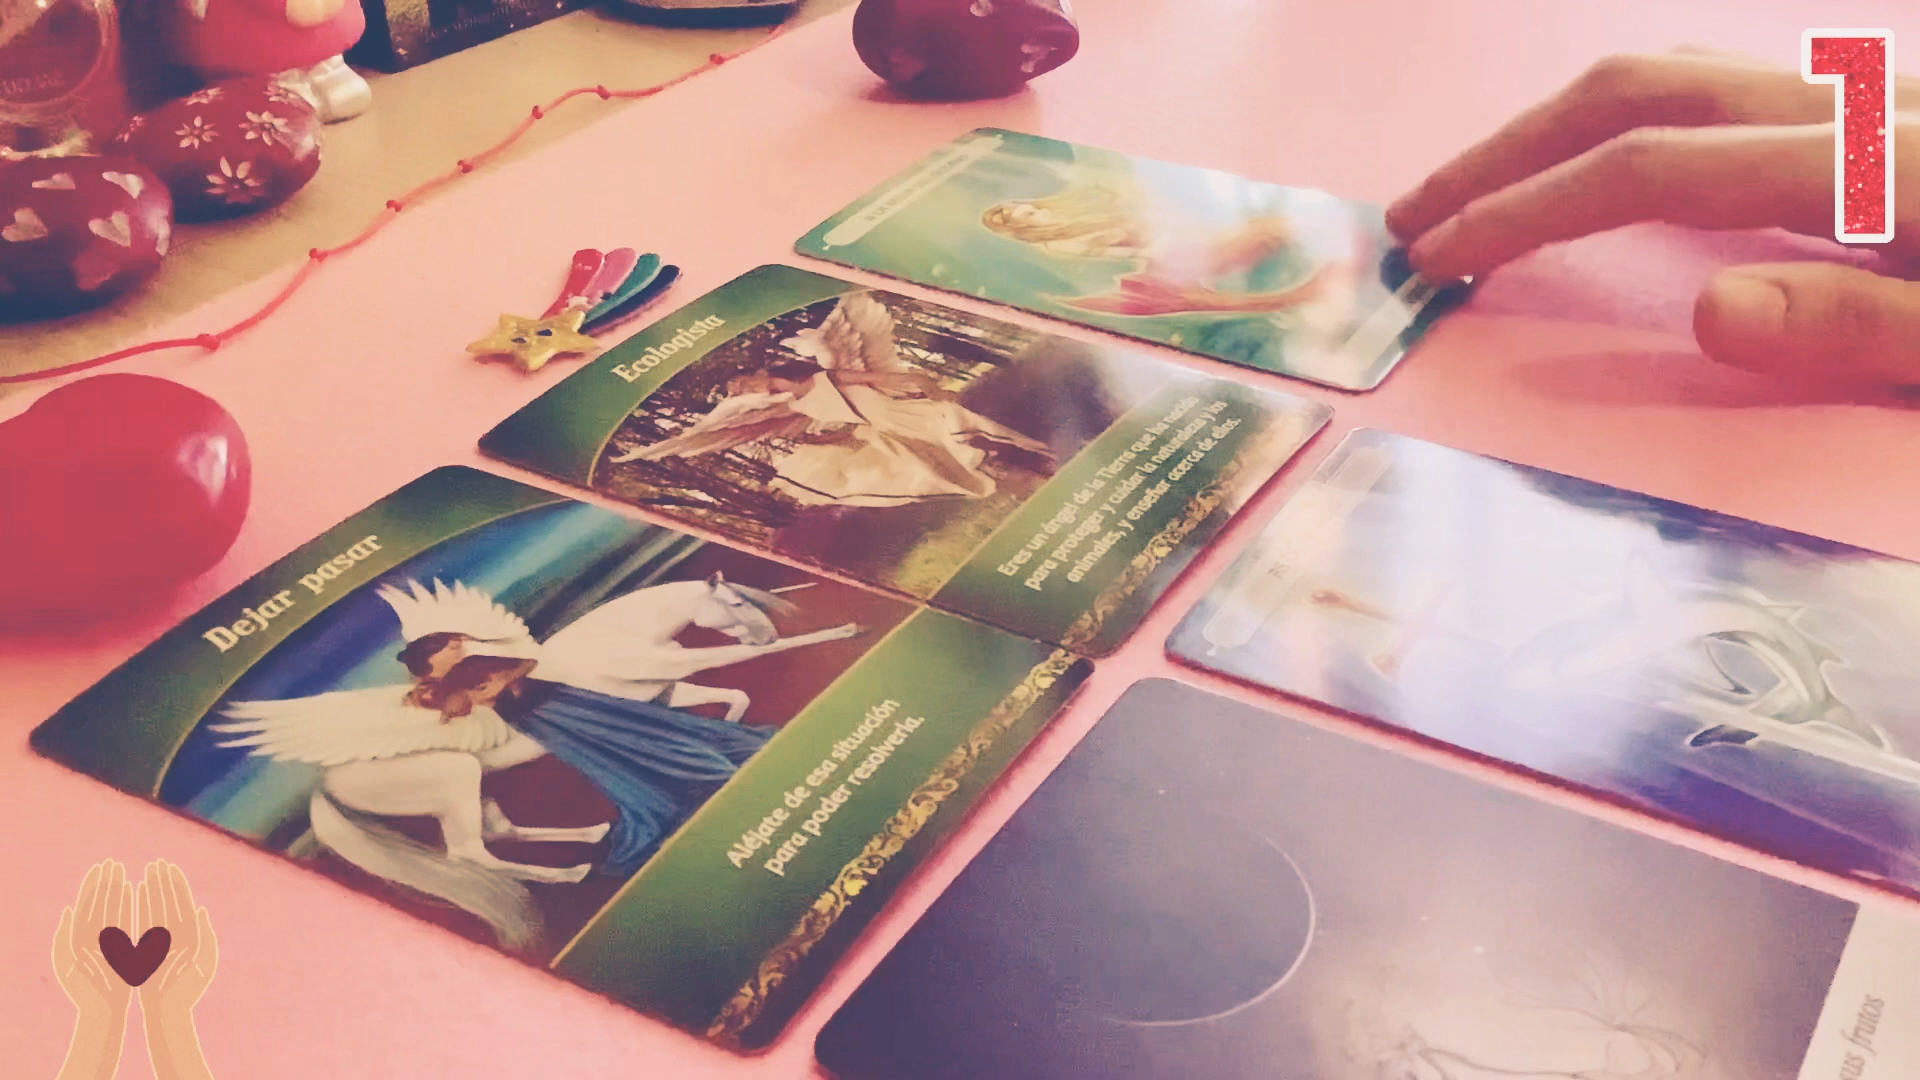 1
Ecologista
Eres un ángel de la Tierra que ha nacido
para proteger y cuidar la naturaleza y los
animales, y enseñar acerca de ellos.
Dejar pasar
Aléjate de esa situación
para poder resolverla.
frutos